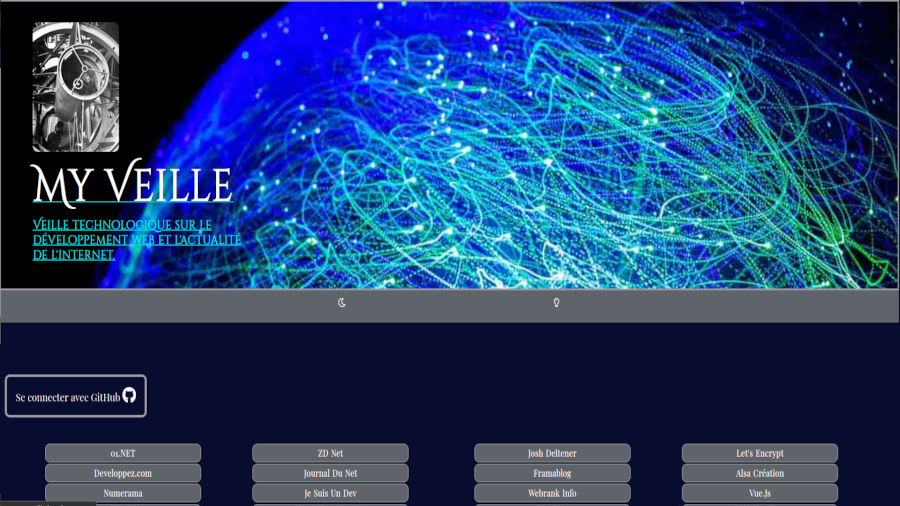 My Veille
Veille technologique sur le
développement web et l'actualité
de l'internet.
Se connecter avec GitHub
01.NET
ZD Net
Josh Deltener
Let's Encrypt
Developpez.com
Journal Du Net
Framablog
Alsa Création
Numerama
Je Suis Un Dev
Webrank Info
Vue.Js